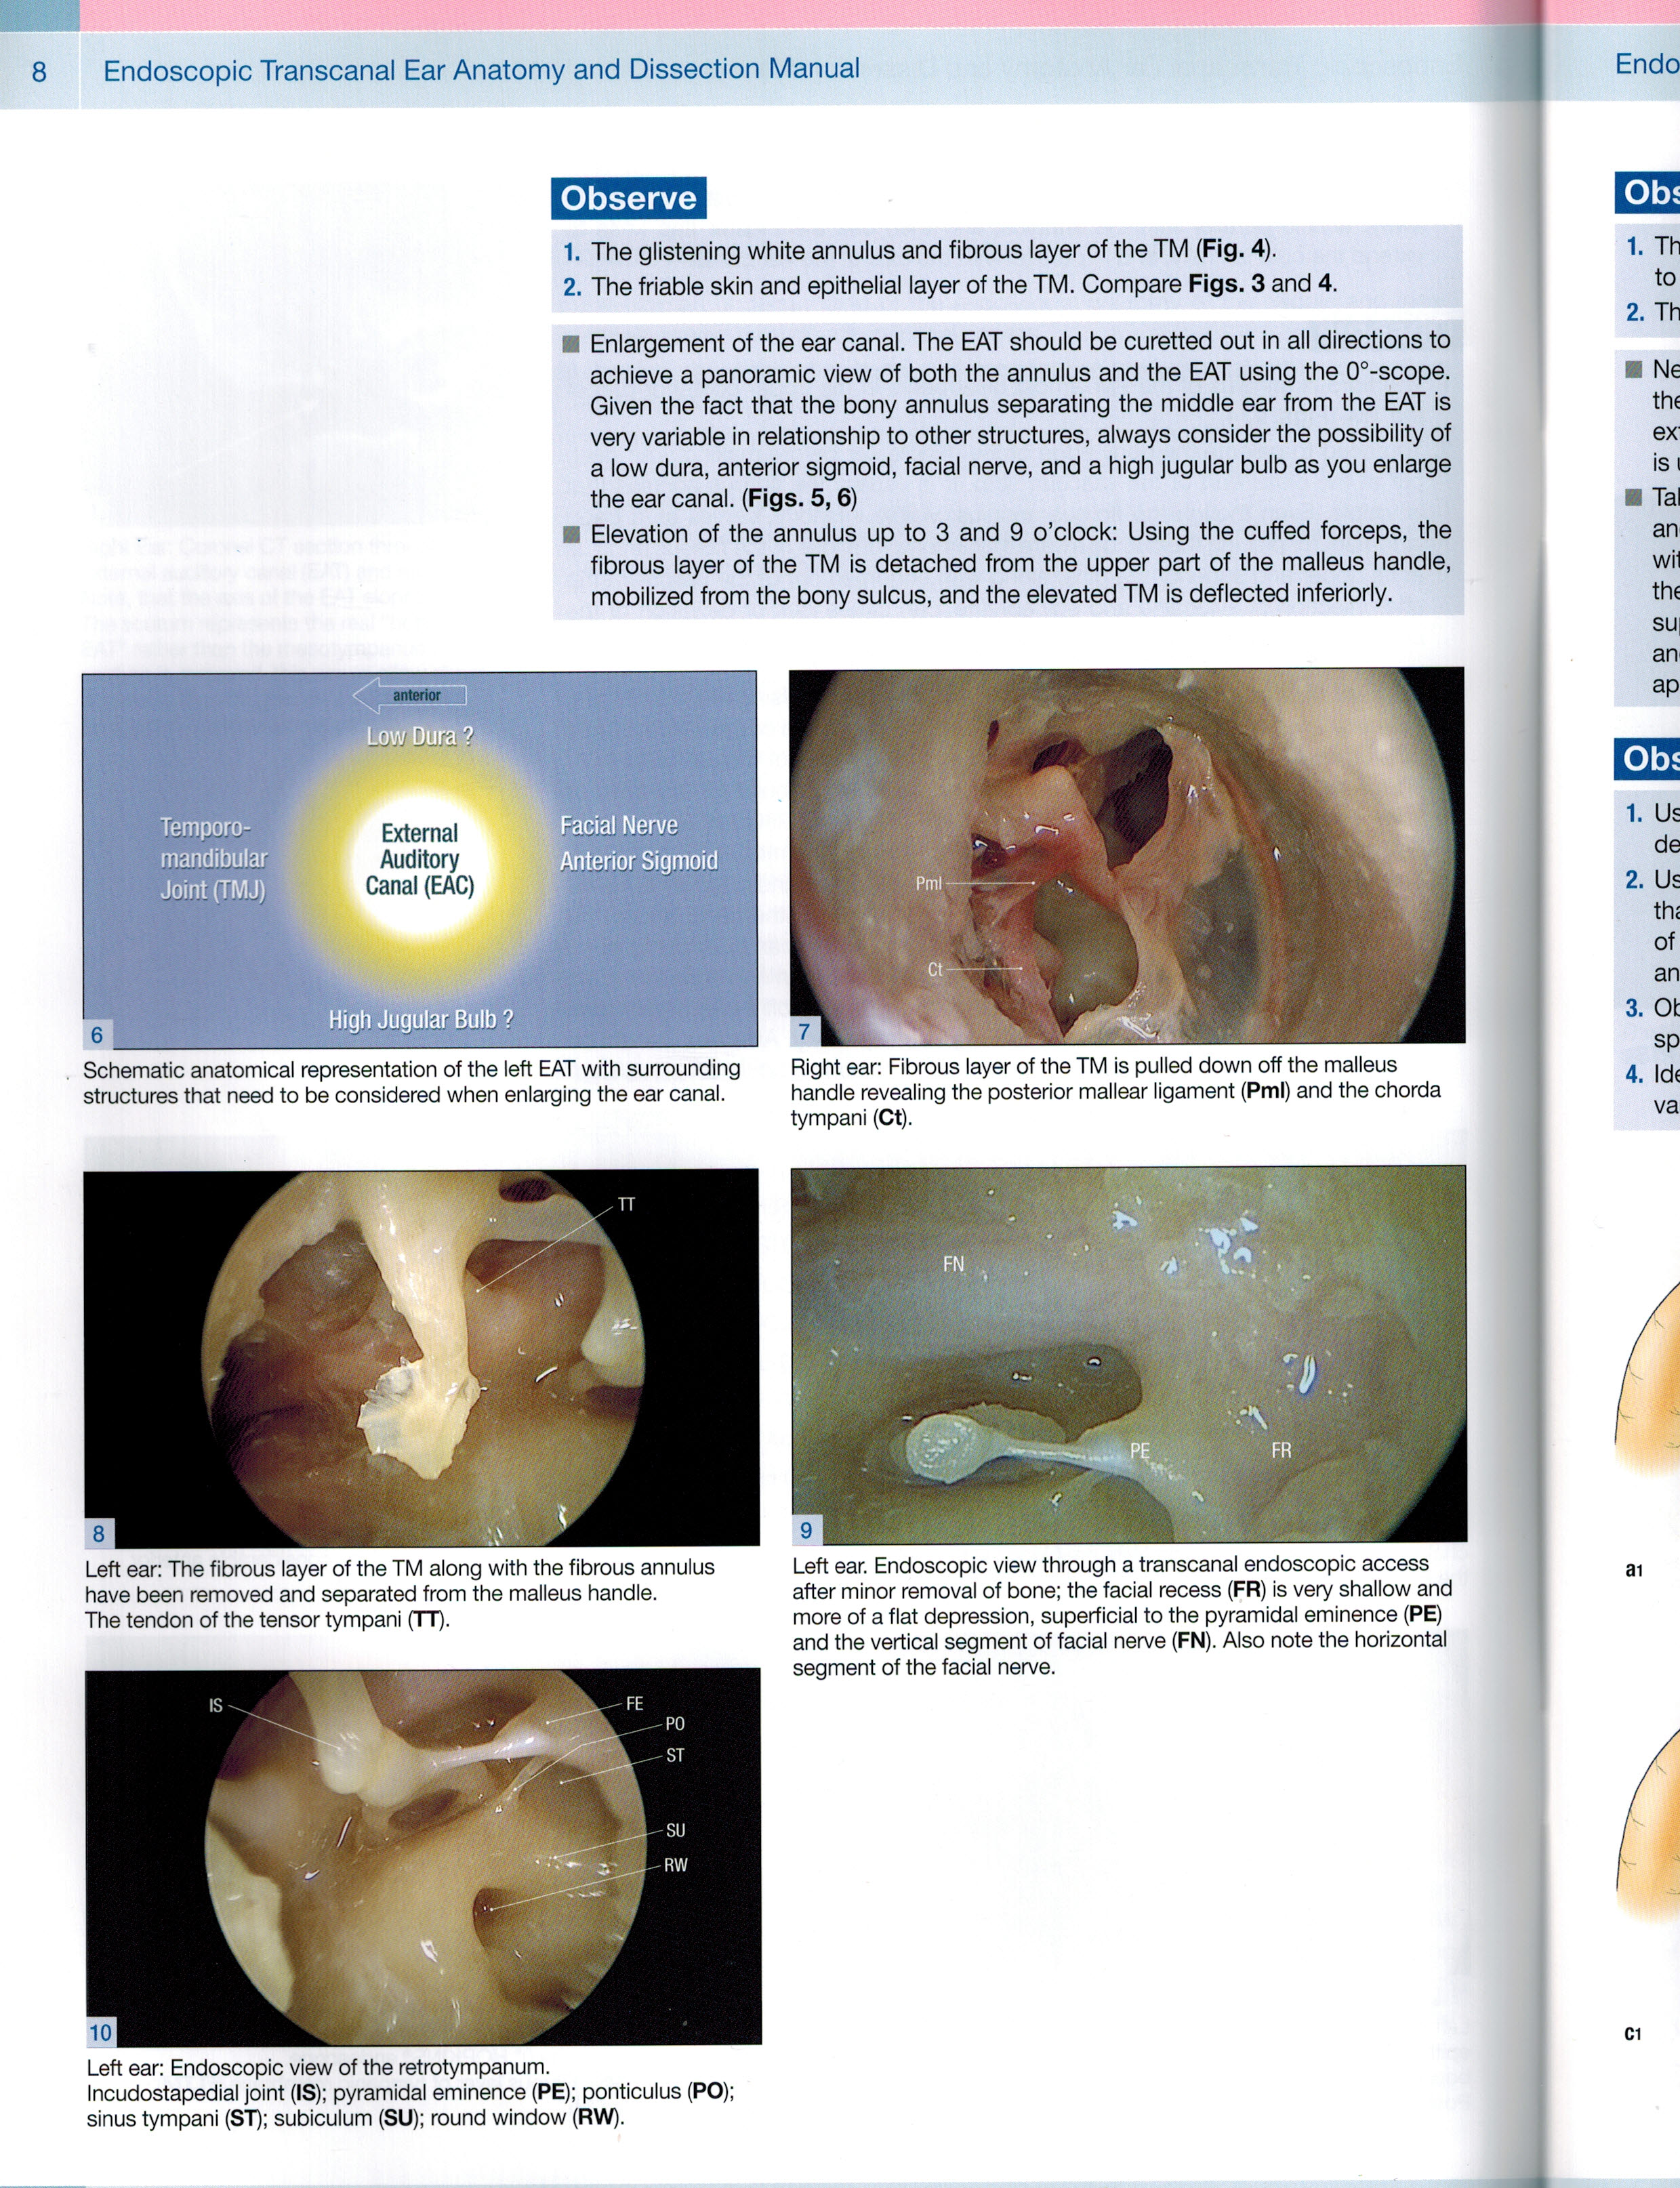 8
Endoscopic Transcanal Ear Anatomy and Dissection Manual
Observe
1. The glistening white annulus and fibrous layer of the TM (Fig. 4).
2. The friable skin and epithelial layer of the TM. Compare Figs. 3 and 4.
Enlargement of the ear canal. The EAT should be curetted out in all directions to
achieve a panoramic view of both the annulus and the EAT using the 0°-scope.
Given the fact that the bony annulus separating the middle ear from the EAT is
very variable in relationship to other structures, always consider the possibility of
a low dura, anterior sigmoid, facial nerve, and a high jugular bulb as you enlarge
the ear canal. (Figs. 5, 6)
Elevation of the annulus up to 3 and 9 o'clock: Using the cuffed forceps, the
fibrous layer of the TM is detached from the upper part of the malleus handle,
mobilized from the bony sulcus, and the elevated TM is deflected inferiorly.
anterior
Low Dura ?
Temporo-
mandibular
Joint (TMJ)
External
Auditory
Canal (EAC)
Facial Nerve
Anterior Sigmoid
High Jugular Bulb ?
6
Schematic anatomical representation of the left EAT with surrounding
structures that need to be considered when enlarging the ear canal.
Pml
Ct
7
Right ear: Fibrous layer of the TM is pulled down off the malleus
handle revealing the posterior mallear ligament (Pml) and the chorda
tympani (Ct).
TT
8
Left ear: The fibrous layer of the TM along with the fibrous annulus
have been removed and separated from the malleus handle.
The tendon of the tensor tympani (TT).
FN
PE
FR
9
Left ear. Endoscopic view through a transcanal endoscopic access
after minor removal of bone; the facial recess (FR) is very shallow and
more of a flat depression, superficial to the pyramidal eminence (PE)
and the vertical segment of facial nerve (FN). Also note the horizontal
segment of the facial nerve.
IS
FE
PO
ST
SU
RW
10
Left ear: Endoscopic view of the retrotympanum.
Incudostapedial joint (IS); pyramidal eminence (PE); ponticulus (PO);
sinus tympani (ST); subiculum (SU); round window (RW).
Endo
Obs
1. Th
to
2. Th
Ne
the
ex
is
Tal
an
wit
the
su
an
ap
Obs
1. Us
de
2. Us
tha
of
an
3. Ob
sp
4. Ide
va
a1
c1